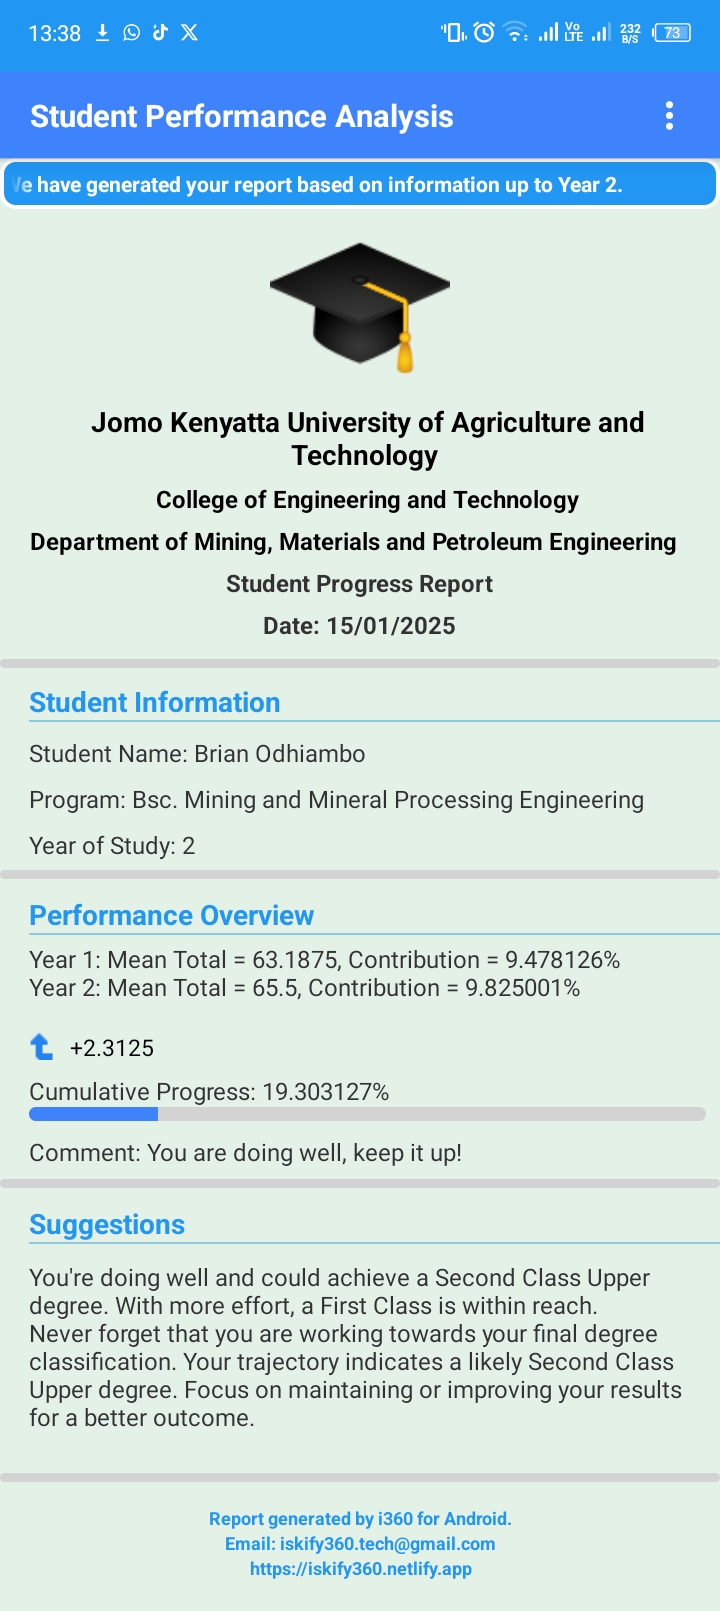 13:38
Vo
LTE
232
B/S
73
Student Performance Analysis
We have generated your report based on information up to Year 2.
Jomo Kenyatta University of Agriculture and
Technology
College of Engineering and Technology
Department of Mining, Materials and Petroleum Engineering
Student Progress Report
Date: 15/01/2025
Student Information
Student Name: Brian Odhiambo
Program: Bsc. Mining and Mineral Processing Engineering
Year of Study: 2
Performance Overview
Year 1: Mean Total = 63.1875, Contribution = 9.478126%
Year 2: Mean Total = 65.5, Contribution = 9.825001%
+2.3125
Cumulative Progress: 19.303127%
Comment: You are doing well, keep it up!
Suggestions
You're doing well and could achieve a Second Class Upper
degree. With more effort, a First Class is within reach.
Never forget that you are working towards your final degree
classification. Your trajectory indicates a likely Second Class
Upper degree. Focus on maintaining or improving your results
for a better outcome.
Report generated by i360 for Android.
Email: iskify360.tech@gmail.com
https://iskify360.netlify.app